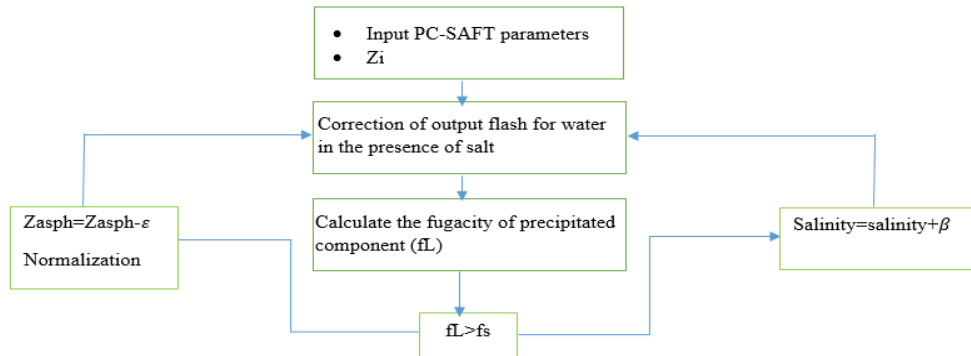 • Input PC-SAFT parameters
• Zi
Correction of output flash for water
in the presence of salt
Zasph=Zasph-ε
Normalization
Calculate the fugacity of precipitated
component (fL)
Salinity=salinity+β
fL>fs